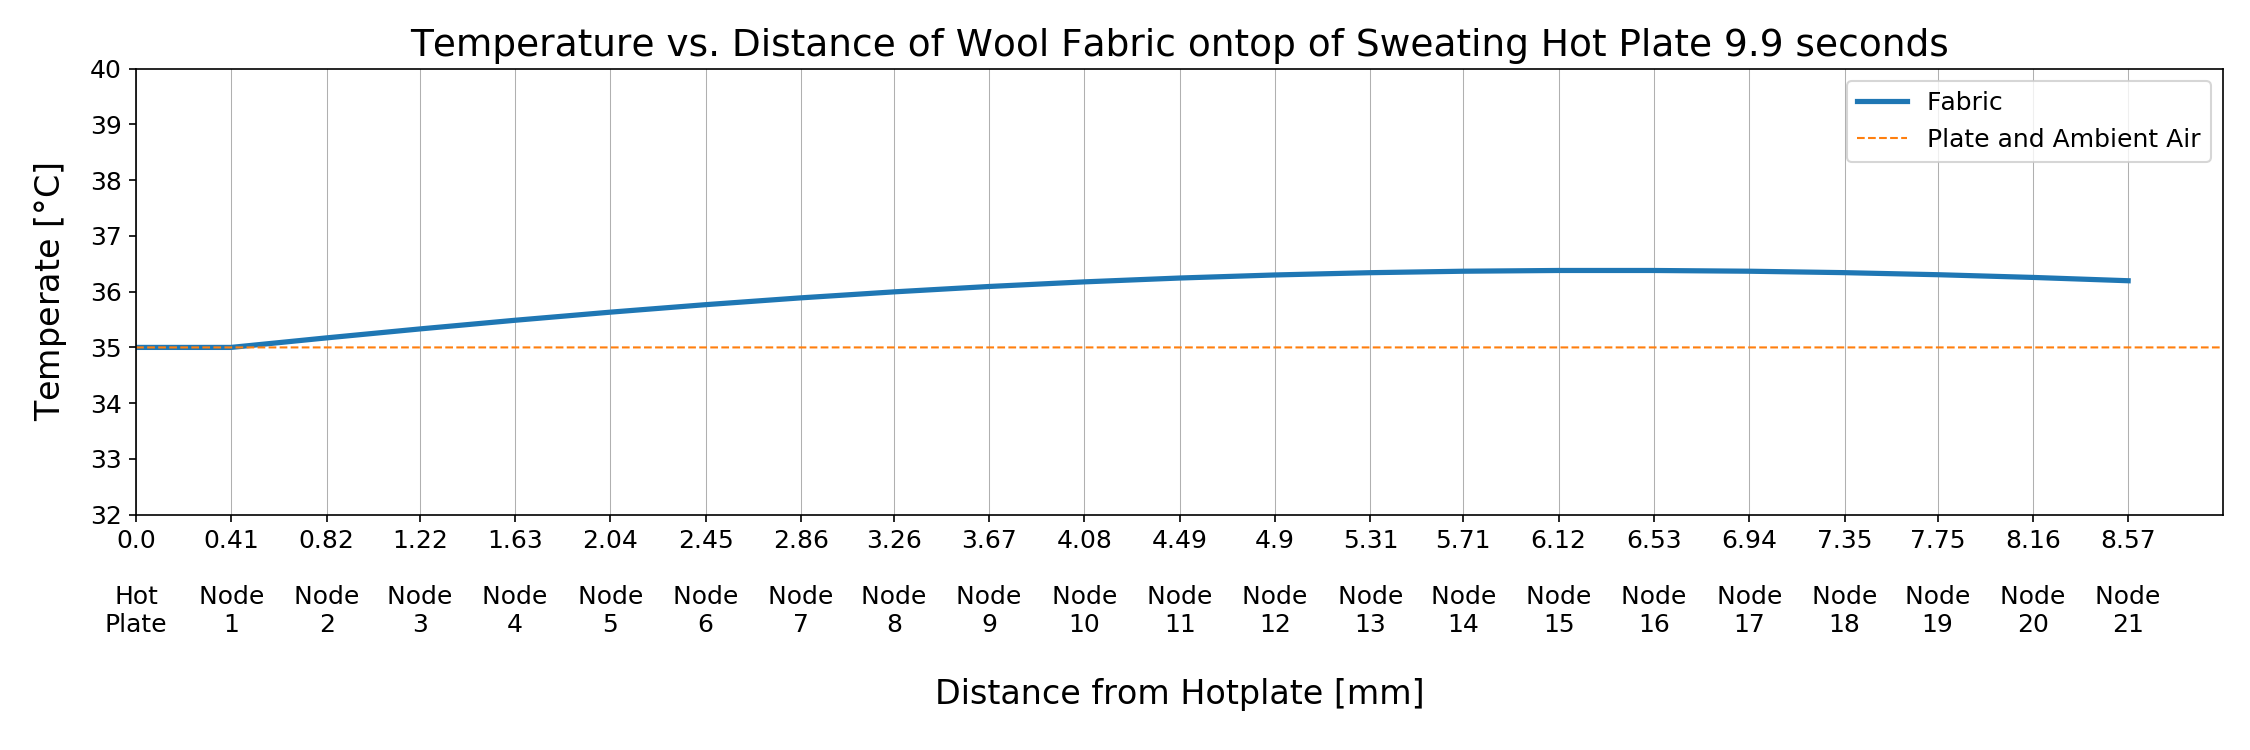 Temperature vs. Distance of Wool Fabric ontop of Sweating Hot Plate 9.9 seconds
Fabric
Plate and Ambient Air
Temperate [°C]
40
39
38
37
36
35
34
33
32
0.0 0.41 0.82 1.22 1.63 2.04 2.45 2.86 3.26 3.67 4.08 4.49 4.9 5.31 5.71 6.12 6.53 6.94 7.35 7.75 8.16 8.57
Hot Node Node Node Node Node Node Node Node Node Node Node Node Node Node Node Node Node Node Node Node Node
Plate 1 2 3 4 5 6 7 8 9 10 11 12 13 14 15 16 17 18 19 20 21
Distance from Hotplate [mm]